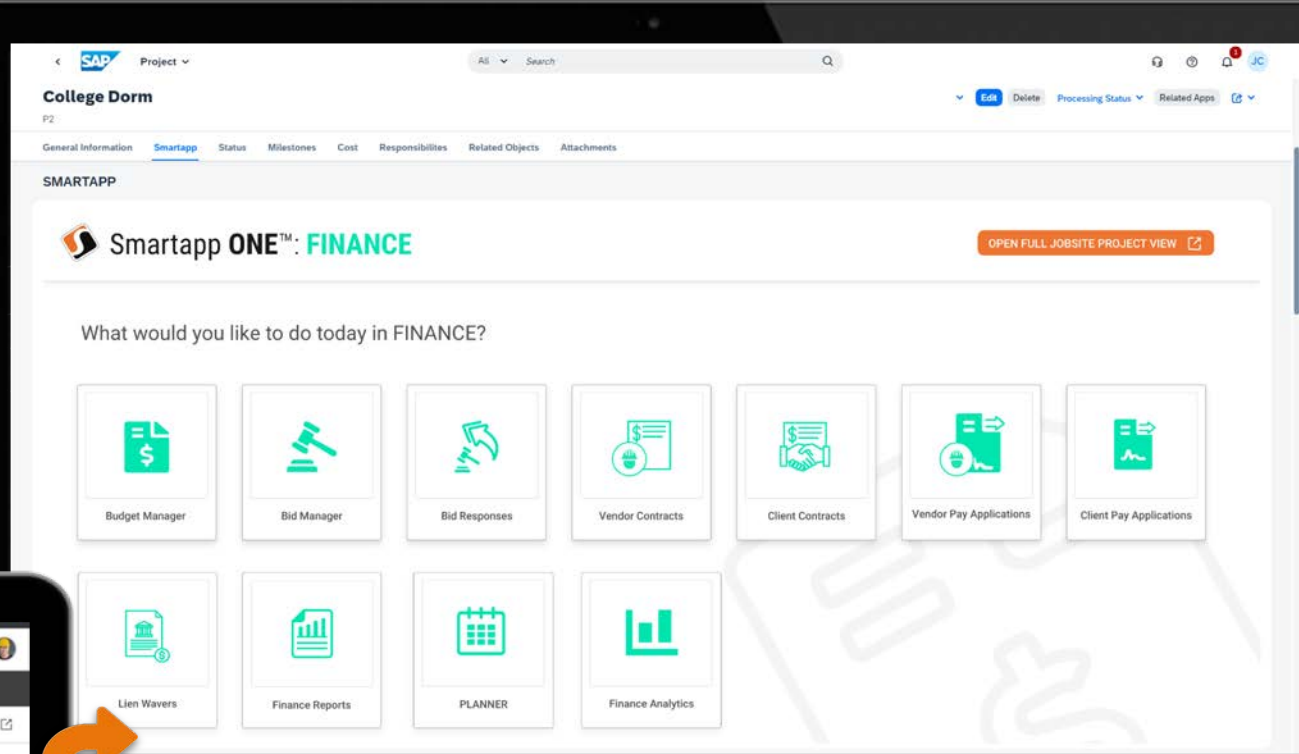 SAP Project All Search 1 JC
College Dorm Edit Delete Processing Status Related Apps
P2
General Information Smartapp Status Milestones Cost Responsibilites Related Objects Attachments
SMARTAPP
Smartapp ONE™: FINANCE OPEN FULL JOBSITE PROJECT VIEW
What would you like to do today in FINANCE?
Budget Manager Bid Manager Bid Responses Vendor Contracts Client Contracts Vendor Pay Applications Client Pay Applications
Lien Wavers Finance Reports PLANNER Finance Analytics